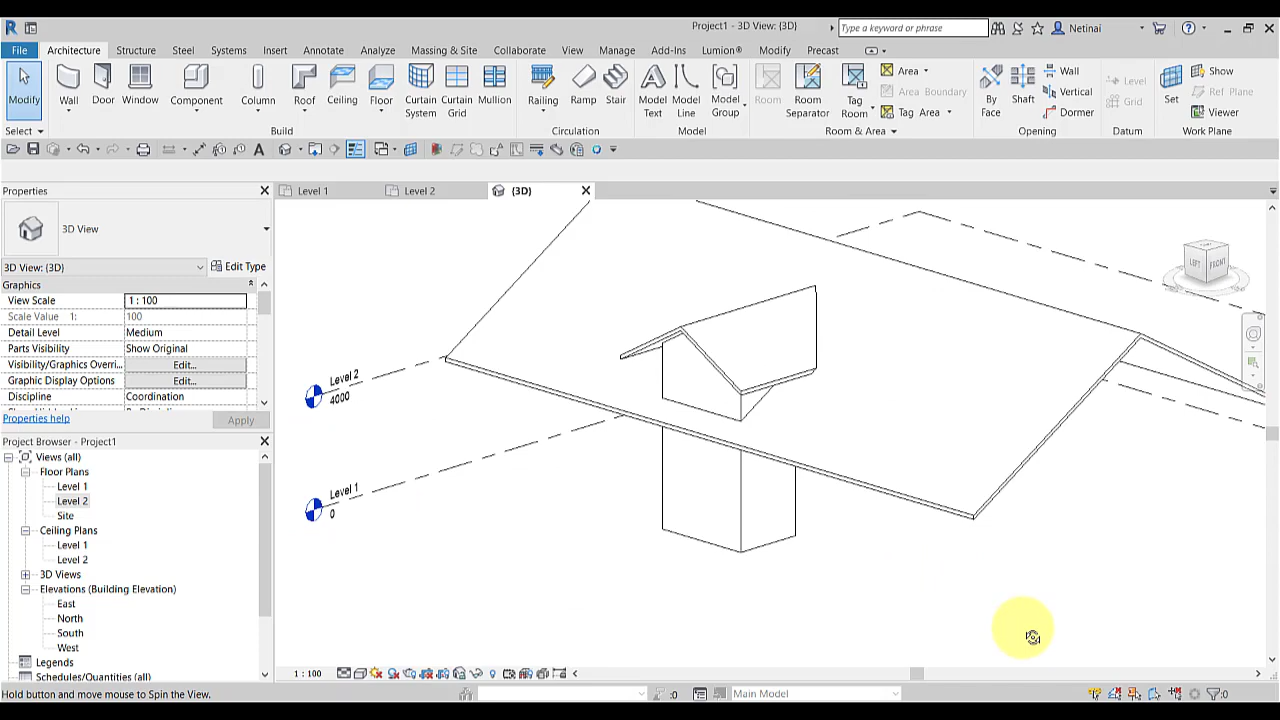 Project1 - 3D View: {3D}
Type a keyword or phrase
Netinai
File Architecture Structure Steel Systems Insert Annotate Analyze Massing & Site Collaborate View Manage Add-Ins Lumion® Modify Precast
Modify Wall Door Window Component Column Roof Ceiling Floor Curtain System Curtain Grid Mullion Railing Ramp Stair Model Text Model Line Model Group Room Room Separator Tag Room Area Area Boundary Tag Area By Face Shaft Wall Vertical Dormer Level Grid Set Show Ref Plane Viewer
Select Build Circulation Model Room & Area Opening Datum Work Plane
Properties
Level 1
Level 2
{3D}
3D View
3D View: {3D}
Edit Type
Graphics
View Scale 1 : 100
Scale Value 1: 100
Detail Level Medium
Parts Visibility Show Original
Visibility/Graphics Overri... Edit...
Graphic Display Options Edit...
Discipline Coordination
Properties help
Apply
Project Browser - Project1
Views (all)
Floor Plans
Level 1
Level 2
Site
Ceiling Plans
Level 1
Level 2
3D Views
Elevations (Building Elevation)
East
North
South
West
Legends
Schedules/Quantities (all)
Level 2
4000
Level 1
0
LEFT
FRONT
1 : 100
Hold button and move mouse to Spin the View.
:0
Main Model
:0